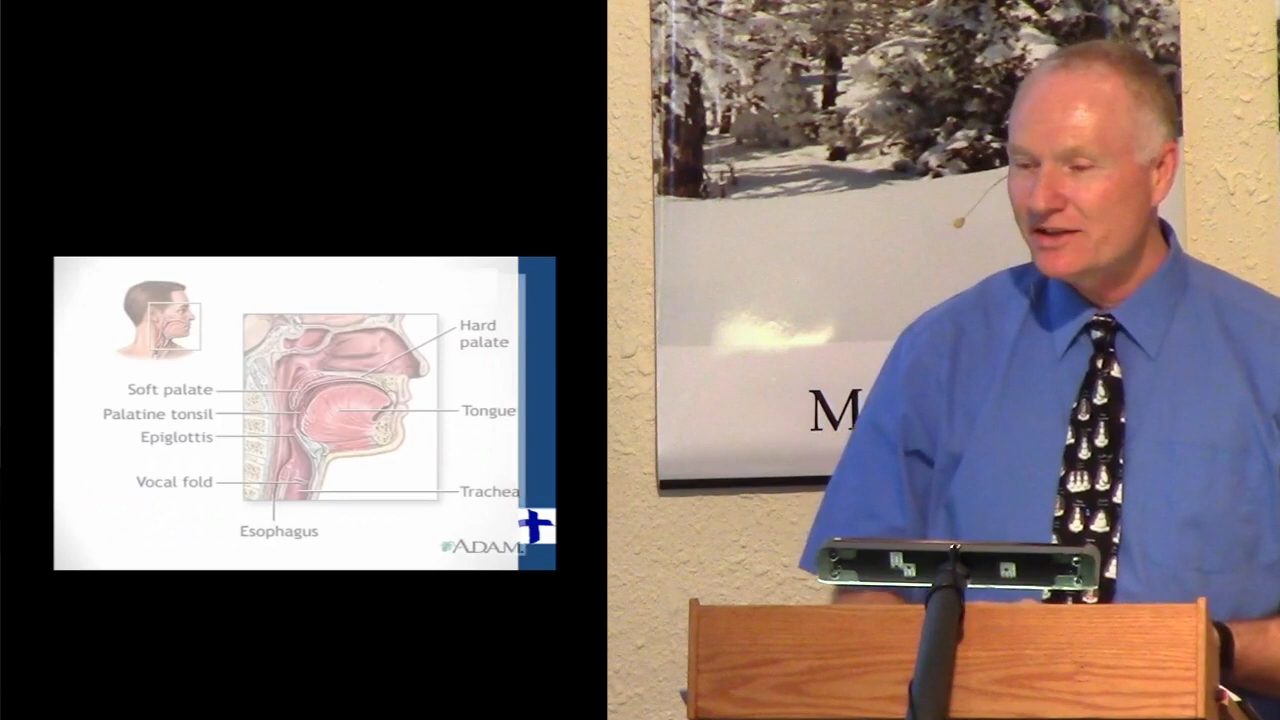 Hard
palate
Soft palate
Palatine tonsil
Tongue
Epiglottis
Vocal fold
Trachea
Esophagus
ADAM
M